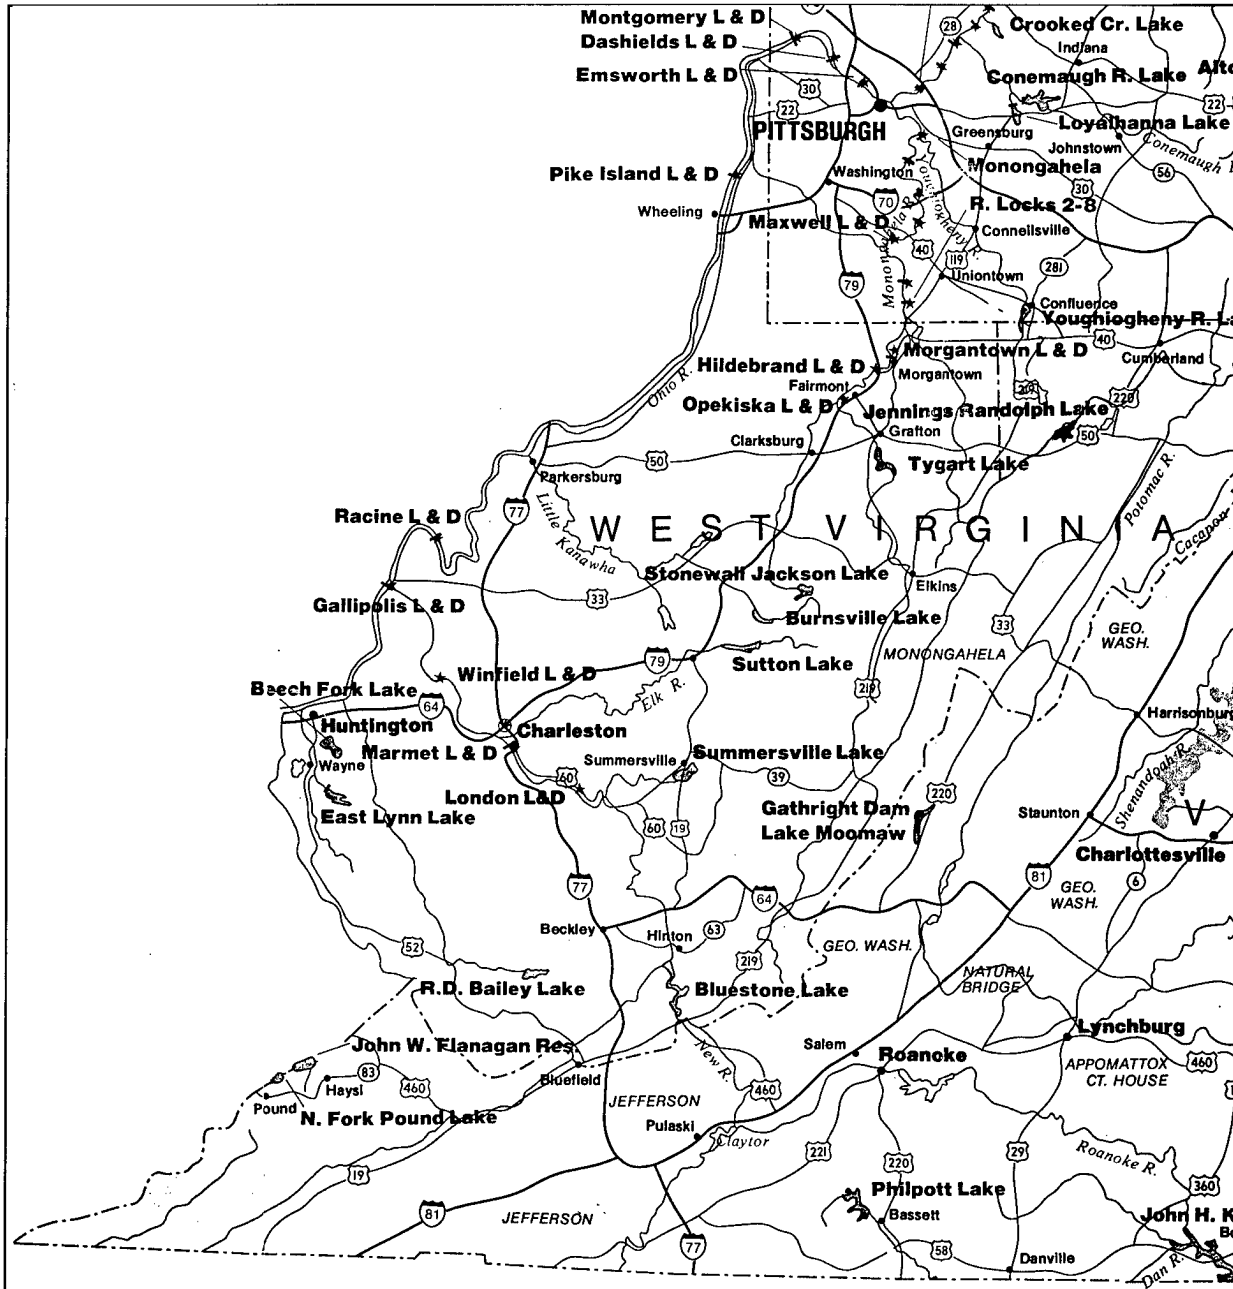 Montgomery L & D
28
Crooked Cr. Lake
Dashields L & D
Indiana
Emsworth L & D
Conemaugh R. Lake
30
22
22
PITTSBURGH
Greensburg
Loyalhanna Lake
Johnstown
Conemaugh
Pike Island L & D
Washington
Monongahela
56
30
Wheeling
70
R. Locks 2-8
Youghiogheny R.
Maxwell L & D
Connellsville
40
119
281
Monongahela R.
Uniontown
79
Confluence
Youghiogheny R.
40
Hildebrand L & D
Morgantown L & D
Cumberland
Ohio R.
Fairmont
Morgantown
219
220
Opekiska L & D
Jennings Randolph Lake
Clarksburg
Grafton
50
50
Parkersburg
Tygart Lake
Potomac R.
77
Little Kanawha
Racine L & D
WEST VIRGINIA
Cacapon
Stonewall Jackson Lake
Elkins
33
Gallipolis L & D
Burnsville Lake
33
GEO.
WASH.
79
Sutton Lake
MONONGAHELA
Winfield L & D
Elk R.
219
Beech Fork Lake
64
Huntington
Charleston
Harrisonburg
Marmet L & D
Summersville
Summersville Lake
Wayne
60
39
Shenandoah R.
London L&D
220
East Lynn Lake
Gathright Dam
Lake Moomaw
60
19
Staunton
V
Charlottesville
81
77
64
GEO.
WASH.
6
Beckley
Hinton
63
52
GEO. WASH.
219
NATURAL
BRIDGE
R.D. Bailey Lake
Bluestone Lake
Lynchburg
John W. Flanagan Res.
New R.
Salem
Roanoke
460
Bluefield
APPOMATTOX
CT. HOUSE
83
Haysi
460
460
Pound
JEFFERSON
N. Fork Pound Lake
Pulaski
Claytor
221
220
29
Roanoke R.
19
360
Philpott Lake
81
JEFFERSON
Bassett
John H. K
77
58
Danville
Dan R.